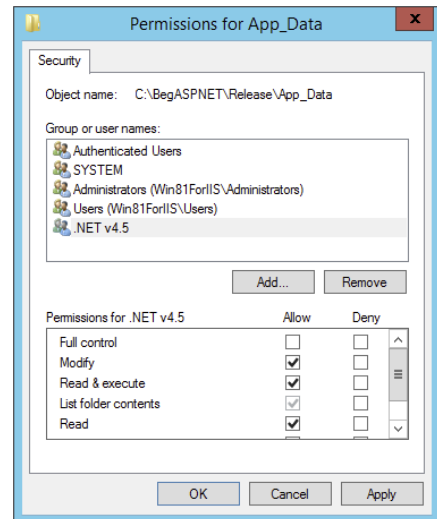 Permissions for App_Data
x
Security
Object name: C:\BegASPNET\Release\App_Data
Group or user names:
Authenticated Users
SYSTEM
Administrators (Win81ForIIS\Administrators)
Users (Win81ForIIS\Users)
.NET v4.5
Add... Remove
Permissions for .NET v4.5 Allow Deny
Full control
Modify
Read & execute
List folder contents
Read
OK Cancel Apply